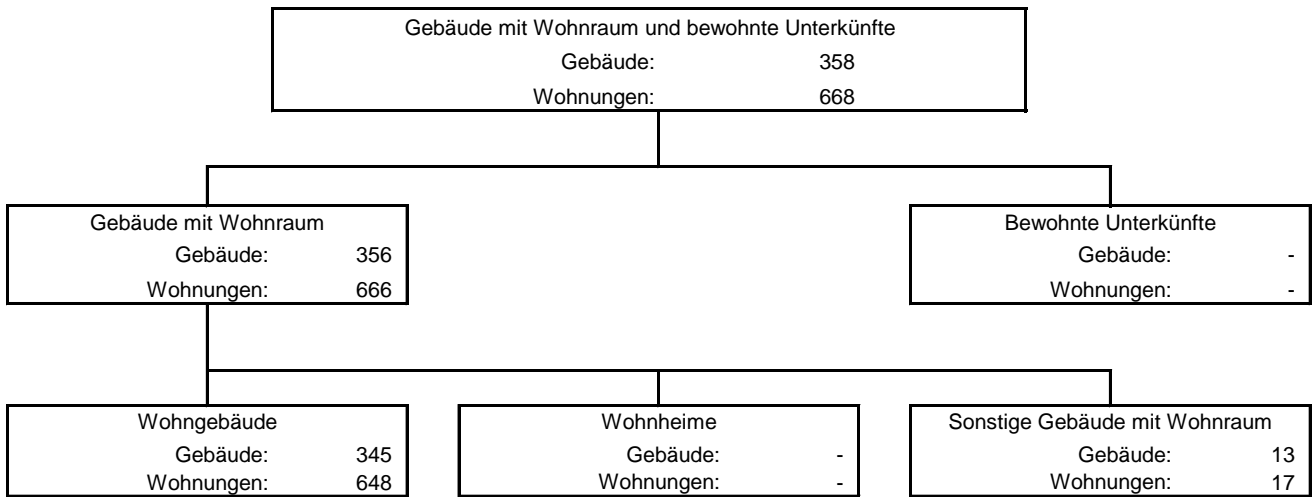 Gebäude mit Wohnraum und bewohnte Unterkünfte
Gebäude: 358
Wohnungen: 668
Gebäude mit Wohnraum
Gebäude: 356
Wohnungen: 666
Bewohnte Unterkünfte
Gebäude: -
Wohnungen: -
Wohngebäude
Gebäude: 345
Wohnungen: 648
Wohnheime
Gebäude: -
Wohnungen: -
Sonstige Gebäude mit Wohnraum
Gebäude: 13
Wohnungen: 17